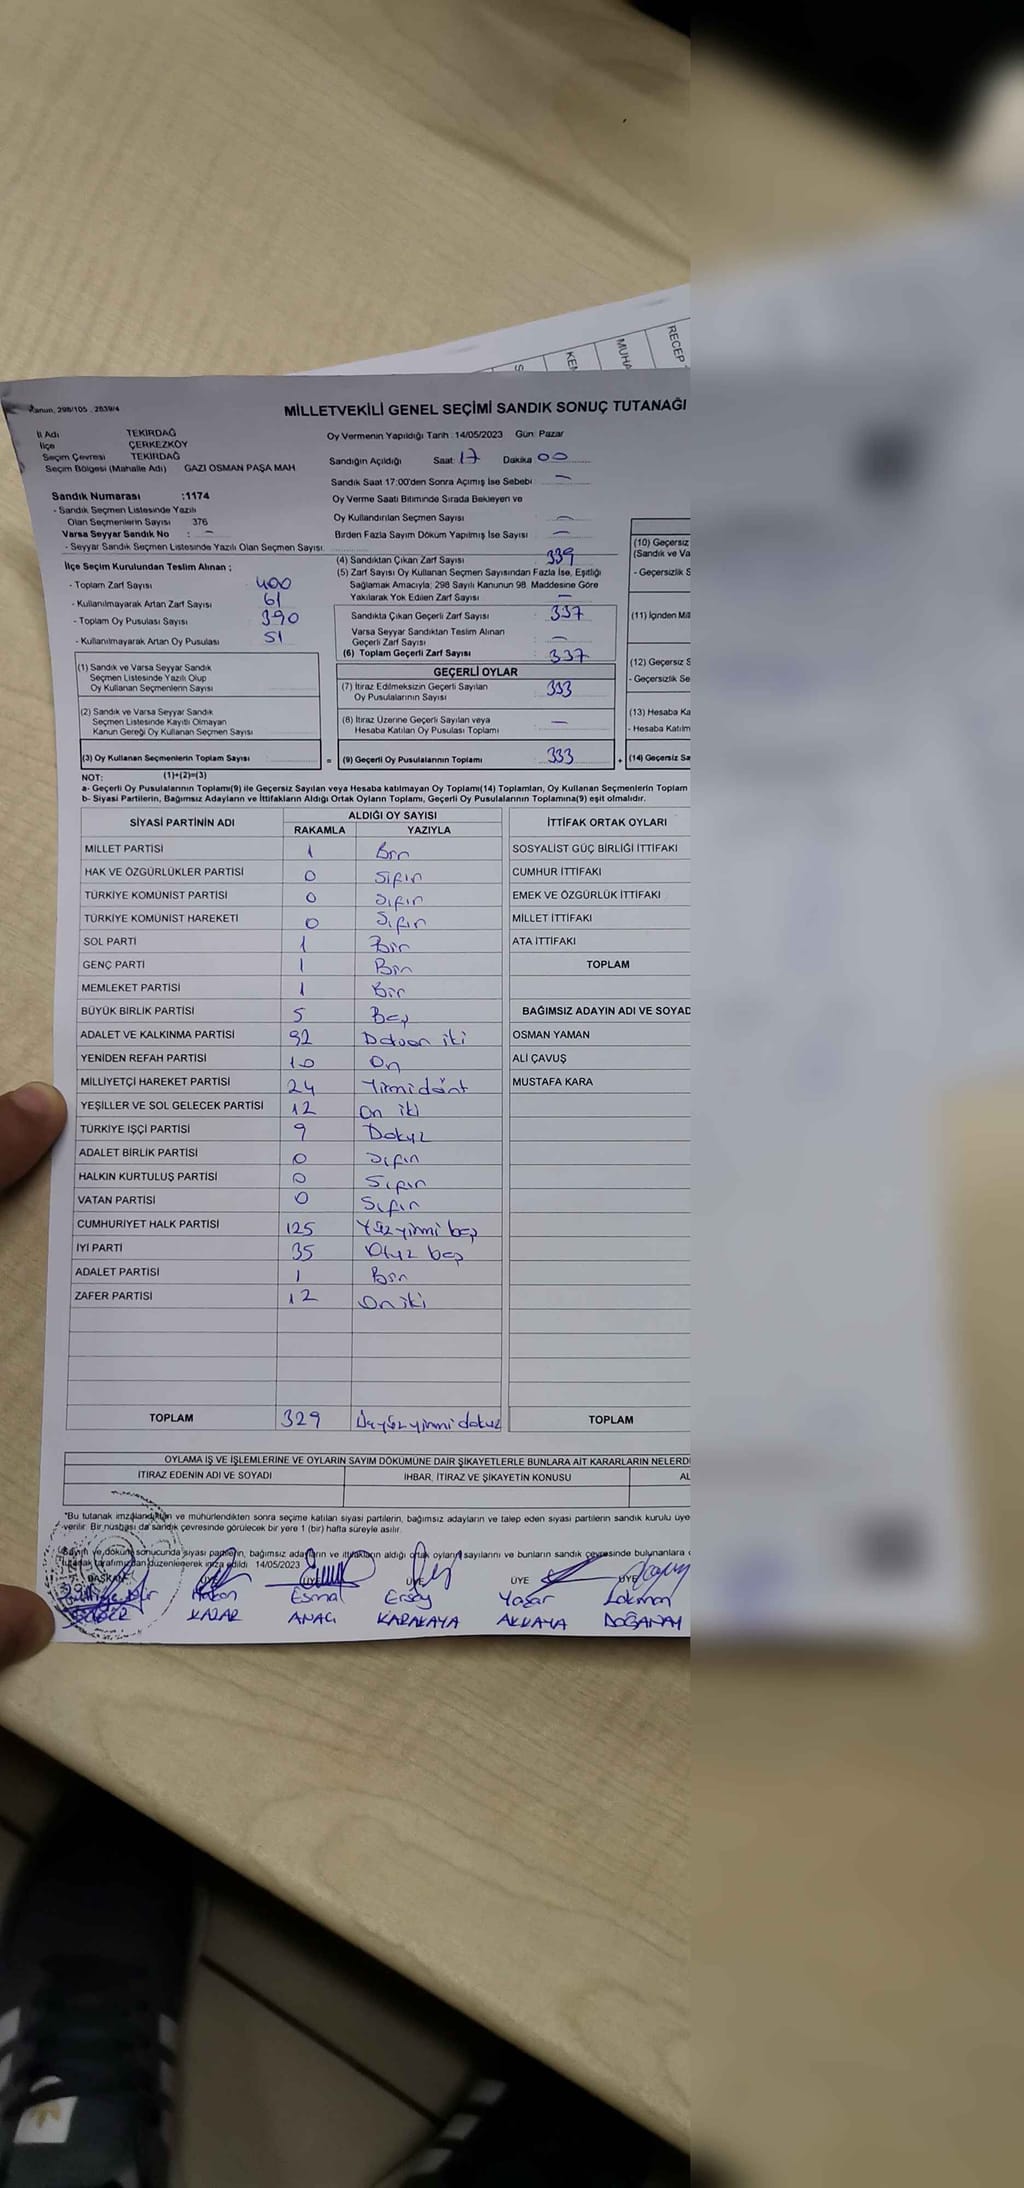 RECEP
MUHA
KEM
S
Kanun, 298/105 . 2839/4
MİLLETVEKİLİ GENEL SEÇİMİ SANDIK SONUÇ TUTANAĞI
İl Adı TEKİRDAĞ
İlçe ÇERKEZKÖY
Seçim Çevresi TEKİRDAĞ
Seçim Bölgesi (Mahalle Adı) GAZI OSMAN PAŞA MAH
Oy Vermenin Yapıldığı Tarih 14/05/2023 Gün: Pazar
Sandığın Açıldığı Saat: 17 Dakika 00
Sandık Saat 17:00'den Sonra Açımış İse Sebebi —
Oy Verme Saati Bitiminde Sırada Bekleyen ve
Oy Kullandırılan Seçmen Sayısı —
Birden Fazla Sayım Döküm Yapılmış İse Sayısı —
Sandık Numarası :1174
- Sandık Seçmen Listesinde Yazılı
Olan Seçmenlerin Sayısı 376
Varsa Seyyar Sandık No : —
- Seyyar Sandık Seçmen Listesinde Yazılı Olan Seçmen Sayısı:
İlçe Seçim Kurulundan Teslim Alınan ;
- Toplam Zarf Sayısı 400
- Kullanılmayarak Artan Zarf Sayısı 61
- Toplam Oy Pusulası Sayısı 390
- Kullanılmayarak Artan Oy Pusulası 51
(4) Sandıktan Çıkan Zarf Sayısı 339
(5) Zarf Sayısı Oy Kullanan Seçmen Sayısından Fazla İse, Eşitliği
Sağlamak Amacıyla; 298 Sayılı Kanunun 98. Maddesine Göre
Yakılarak Yok Edilen Zarf Sayısı —
Sandıkta Çıkan Geçerli Zarf Sayısı 337
Varsa Seyyar Sandıktan Teslim Alınan
Geçerli Zarf Sayısı —
(6) Toplam Geçerli Zarf Sayısı 337
(1) Sandık ve Varsa Seyyar Sandık
Seçmen Listesinde Yazılı Olup
Oy Kullanan Seçmenlerin Sayısı
(2) Sandık ve Varsa Seyyar Sandık
Seçmen Listesinde Kayıtlı Olmayan
Kanun Gereği Oy Kullanan Seçmen Sayısı
(3) Oy Kullanan Seçmenlerin Toplam Sayısı =
GEÇERLİ OYLAR
(7) İtiraz Edilmeksizin Geçerli Sayılan
Oy Pusulalarının Sayısı 333
(8) İtiraz Üzerine Geçerli Sayılan veya
Hesaba Katılan Oy Pusulası Toplamı —
(9) Geçerli Oy Pusulalarının Toplamı 333 +
(10) Geçersiz
(Sandık ve Va
- Geçersizlik S
(11) İçinden Mil
(12) Geçersiz S
- Geçersizlik Se
(13) Hesaba Ka
- Hesaba Katılm
(14) Geçersiz Sa
NOT: (1)+(2)=(3)
a- Geçerli Oy Pusulalarının Toplamı(9) ile Geçersiz Sayılan veya Hesaba katılmayan Oy Toplamı(14) Toplamları, Oy Kullanan Seçmenlerin Toplam
b- Siyasi Partilerin, Bağımsız Adayların ve İttifakların Aldığı Ortak Oyların Toplamı, Geçerli Oy Pusulalarının Toplamına(9) eşit olmalıdır.
SİYASİ PARTİNİN ADI ALDIĞI OY SAYISI
RAKAMLA YAZIYLA
MİLLET PARTİSİ 1 Bir
HAK VE ÖZGÜRLÜKLER PARTİSİ 0 Sıfır
TÜRKİYE KOMÜNİST PARTİSİ 0 Sıfır
TÜRKİYE KOMÜNİST HAREKETİ 0 Sıfır
SOL PARTİ 1 Bir
GENÇ PARTİ 1 Bir
MEMLEKET PARTİSİ 1 Bir
BÜYÜK BİRLİK PARTİSİ 5 Beş
ADALET VE KALKINMA PARTİSİ 92 Doksan iki
YENİDEN REFAH PARTİSİ 10 On
MİLLİYETÇİ HAREKET PARTİSİ 24 Yirmidört
YEŞİLLER VE SOL GELECEK PARTİSİ 12 On iki
TÜRKİYE İŞÇİ PARTİSİ 9 Dokuz
ADALET BİRLİK PARTİSİ 0 Sıfır
HALKIN KURTULUŞ PARTİSİ 0 Sıfır
VATAN PARTİSİ 0 Sıfır
CUMHURİYET HALK PARTİSİ 125 Yüzyirmi beş
İYİ PARTİ 35 Otuz beş
ADALET PARTİSİ 1 Bir
ZAFER PARTİSİ 12 Oniki
TOPLAM 329 Üçyüzyirmidokuz
İTTİFAK ORTAK OYLARI
SOSYALİST GÜÇ BİRLİĞİ İTTİFAKI
CUMHUR İTTİFAKI
EMEK VE ÖZGÜRLÜK İTTİFAKI
MİLLET İTTİFAKI
ATA İTTİFAKI
TOPLAM
BAĞIMSIZ ADAYIN ADI VE SOYAD
OSMAN YAMAN
ALİ ÇAVUŞ
MUSTAFA KARA
TOPLAM
OYLAMA İŞ VE İŞLEMLERİNE VE OYLARIN SAYIM DÖKÜMÜNE DAİR ŞİKAYETLERLE BUNLARA AİT KARARLARIN NELERD
İTİRAZ EDENİN ADI VE SOYADI İHBAR, İTİRAZ VE ŞİKAYETİN KONUSU AL
*Bu tutanak imzalandıktan ve mühürlendikten sonra seçime katılan siyasi partilerin, bağımsız adayların ve talep eden siyasi partilerin sandık kurulu üye
verilir. Bir nüshası da sandık çevresinde görülecek bir yere 1 (bir) hafta süreyle asılır.
Sayım ve döküm sonucunda siyasi partilerin, bağımsız adayların ve ittifakların aldığı ortak oyların sayılarını ve bunların sandık çevresinde bulunanlara
tutanak tarafımızdan düzenlenerek imza edildi. 14/05/2023
BAŞKAN ÜYE ÜYE ÜYE ÜYE
Hakan Esmal Ersoy Yaşar Lokman
KAZAR ANAÇ KARAKAYA AKKAYA DOĞANAY